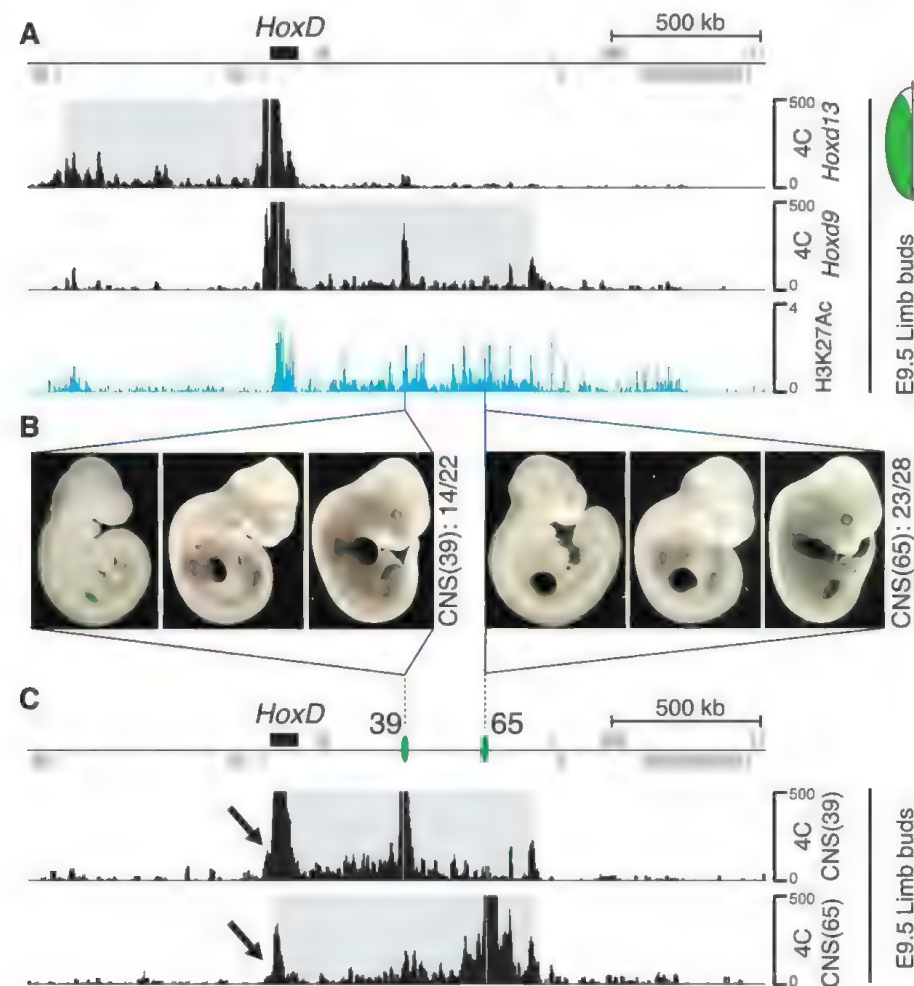 A
HoxD
500 kb
500
0
4C
Hoxd13
500
0
4C
Hoxd9
4
0
H3K27Ac
E9.5 Limb buds
B
CNS(39): 14/22
CNS(65): 23/28
C
HoxD
39
65
500 kb
500
0
4C
CNS(39)
500
0
4C
CNS(65)
E9.5 Limb buds